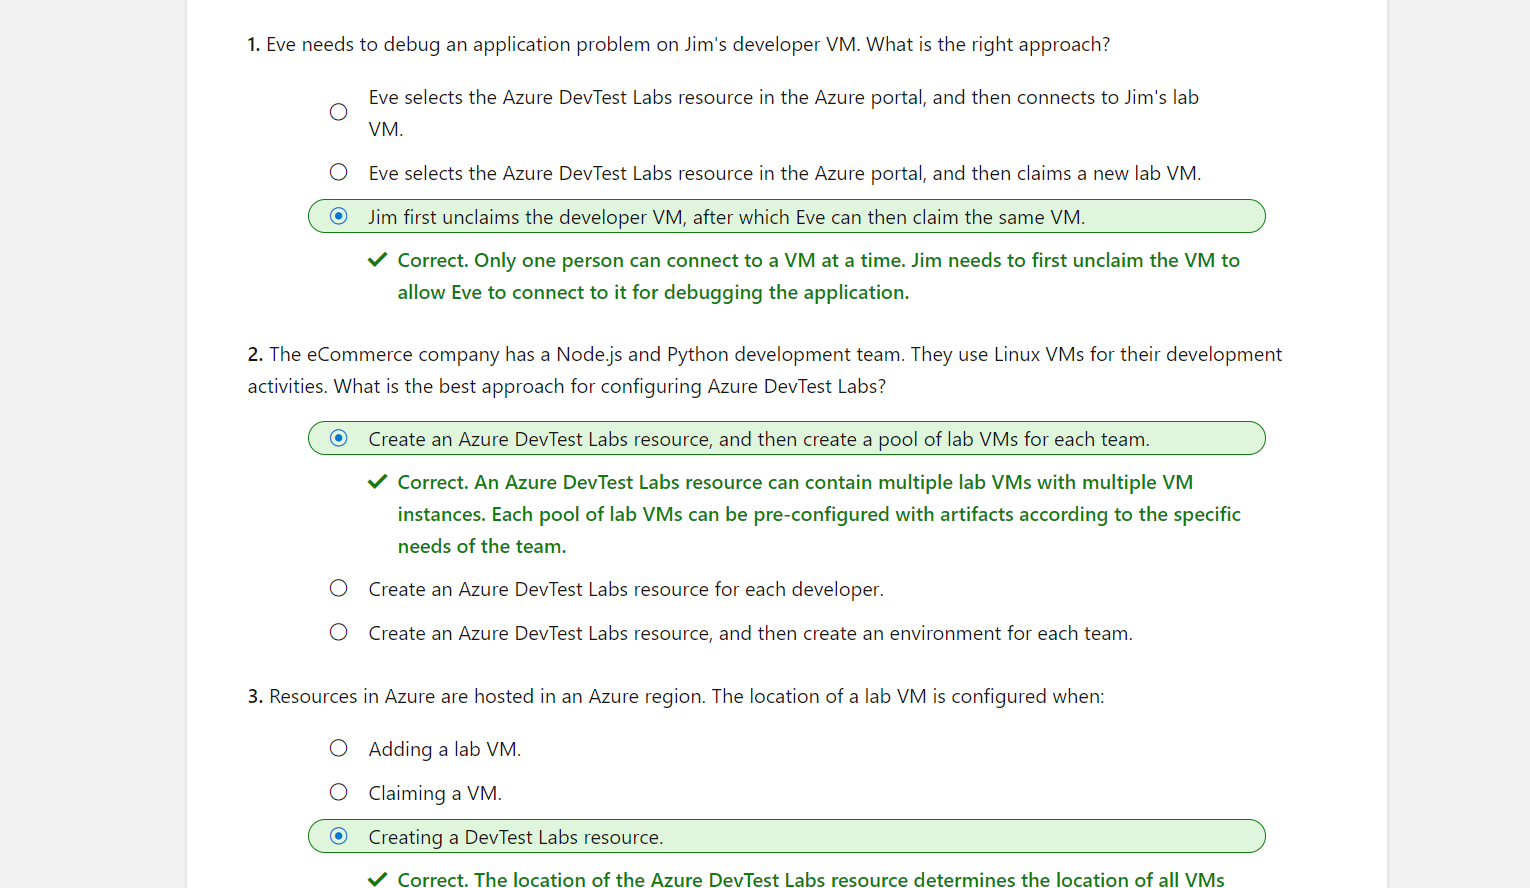 1. Eve needs to debug an application problem on Jim's developer VM. What is the right approach?
Eve selects the Azure DevTest Labs resource in the Azure portal, and then connects to Jim's lab
VM.
Eve selects the Azure DevTest Labs resource in the Azure portal, and then claims a new lab VM.
Jim first unclaims the developer VM, after which Eve can then claim the same VM.
Correct. Only one person can connect to a VM at a time. Jim needs to first unclaim the VM to
allow Eve to connect to it for debugging the application.
2. The eCommerce company has a Node.js and Python development team. They use Linux VMs for their development
activities. What is the best approach for configuring Azure DevTest Labs?
Create an Azure DevTest Labs resource, and then create a pool of lab VMs for each team.
Correct. An Azure DevTest Labs resource can contain multiple lab VMs with multiple VM
instances. Each pool of lab VMs can be pre-configured with artifacts according to the specific
needs of the team.
Create an Azure DevTest Labs resource for each developer.
Create an Azure DevTest Labs resource, and then create an environment for each team.
3. Resources in Azure are hosted in an Azure region. The location of a lab VM is configured when:
Adding a lab VM.
Claiming a VM.
Creating a DevTest Labs resource.
Correct. The location of the Azure DevTest Labs resource determines the location of all VMs